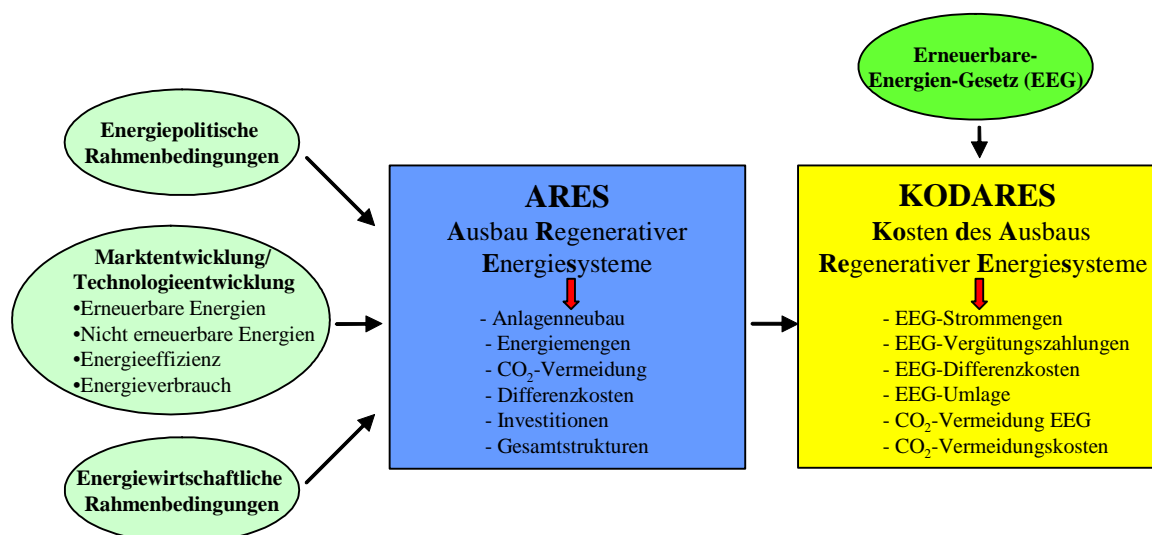 Erneuerbare-
Energien-Gesetz (EEG)
Energiepolitische
Rahmenbedingungen
Marktentwicklung/
Technologieentwicklung
•Erneuerbare Energien
•Nicht erneuerbare Energien
•Energieeffizienz
•Energieverbrauch
Energiewirtschaftliche
Rahmenbedingungen
ARES
Ausbau Regenerativer
Energiesysteme
- Anlagenneubau
- Energiemengen
- CO₂-Vermeidung
- Differenzkosten
- Investitionen
- Gesamtstrukturen
KODARES
Kosten des Ausbaus
Regenerativer Energiesysteme
- EEG-Strommengen
- EEG-Vergütungszahlungen
- EEG-Differenzkosten
- EEG-Umlage
- CO₂-Vermeidung EEG
- CO₂-Vermeidungskosten